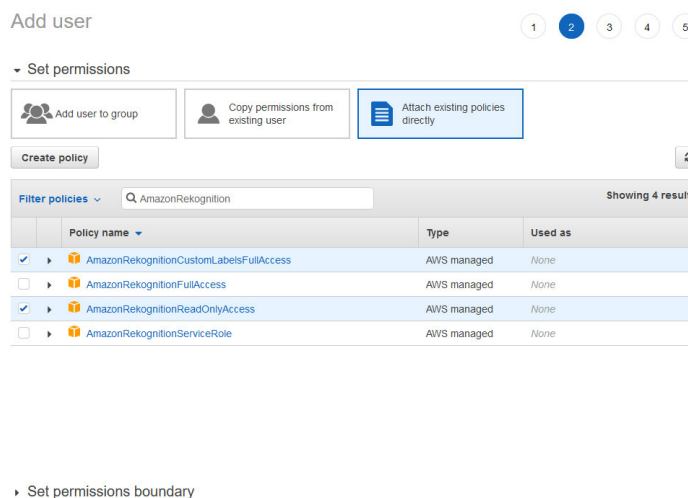 Add user
1 2 3 4 5
Set permissions
Add user to group
Copy permissions from
existing user
Attach existing policies
directly
Create policy
Filter policies
AmazonRekognition
Showing 4 result
Policy name Type Used as
AmazonRekognitionCustomLabelsFullAccess AWS managed None
AmazonRekognitionFullAccess AWS managed None
AmazonRekognitionReadOnlyAccess AWS managed None
AmazonRekognitionServiceRole AWS managed None
Set permissions boundary